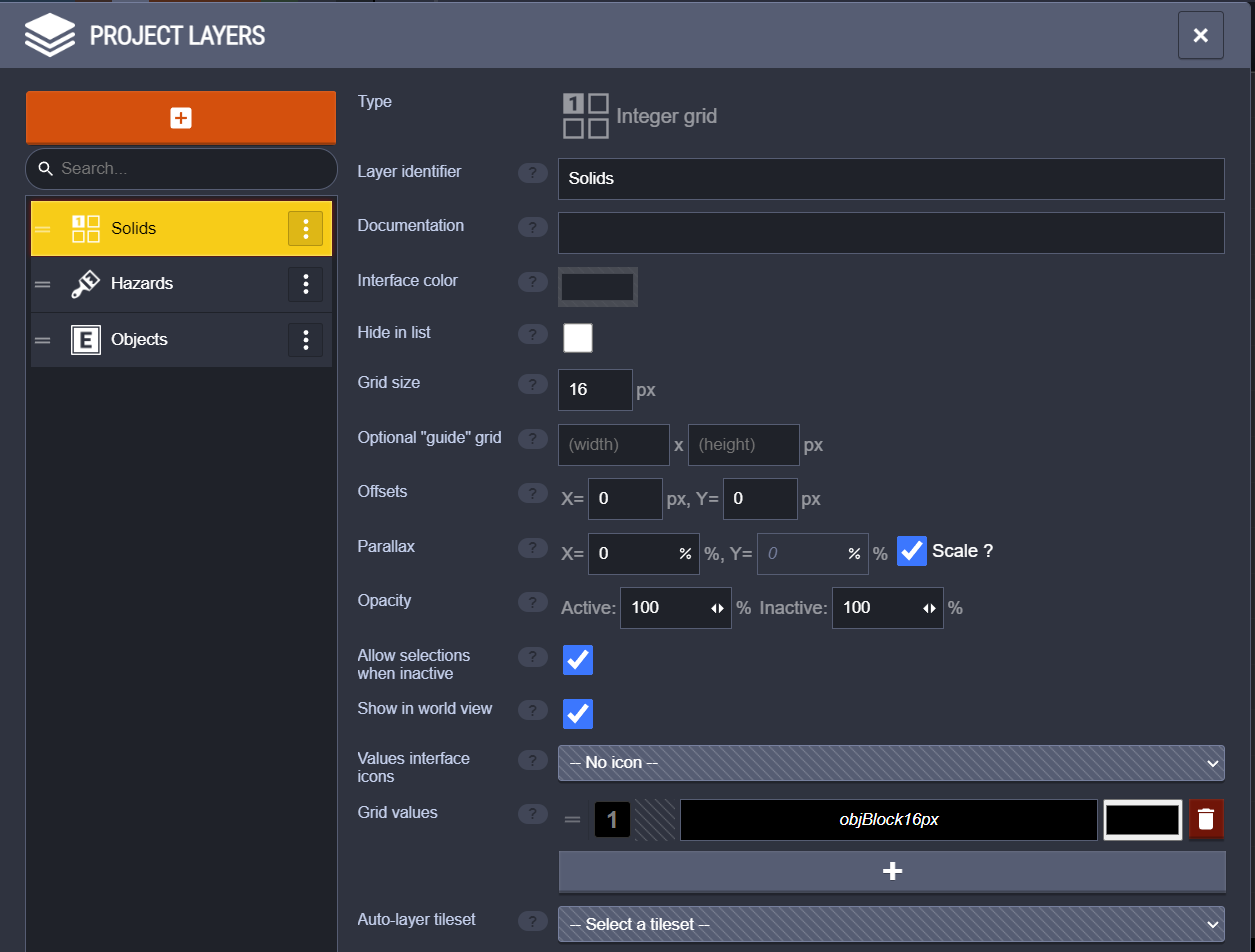 PROJECT LAYERS
Search...
Solids
Hazards
E Objects
Type
1 Integer grid
Layer identifier ? Solids
Documentation ?
Interface color ?
Hide in list ?
Grid size ? 16 px
Optional "guide" grid ? (width) x (height) px
Offsets ? X= 0 px, Y= 0 px
Parallax ? X= 0 % %, Y= 0 % % Scale ?
Opacity ? Active: 100 % Inactive: 100 %
Allow selections
when inactive ?
Show in world view ?
Values interface
icons ? -- No icon --
Grid values ? 1 objBlock16px
Auto-layer tileset ? -- Select a tileset --